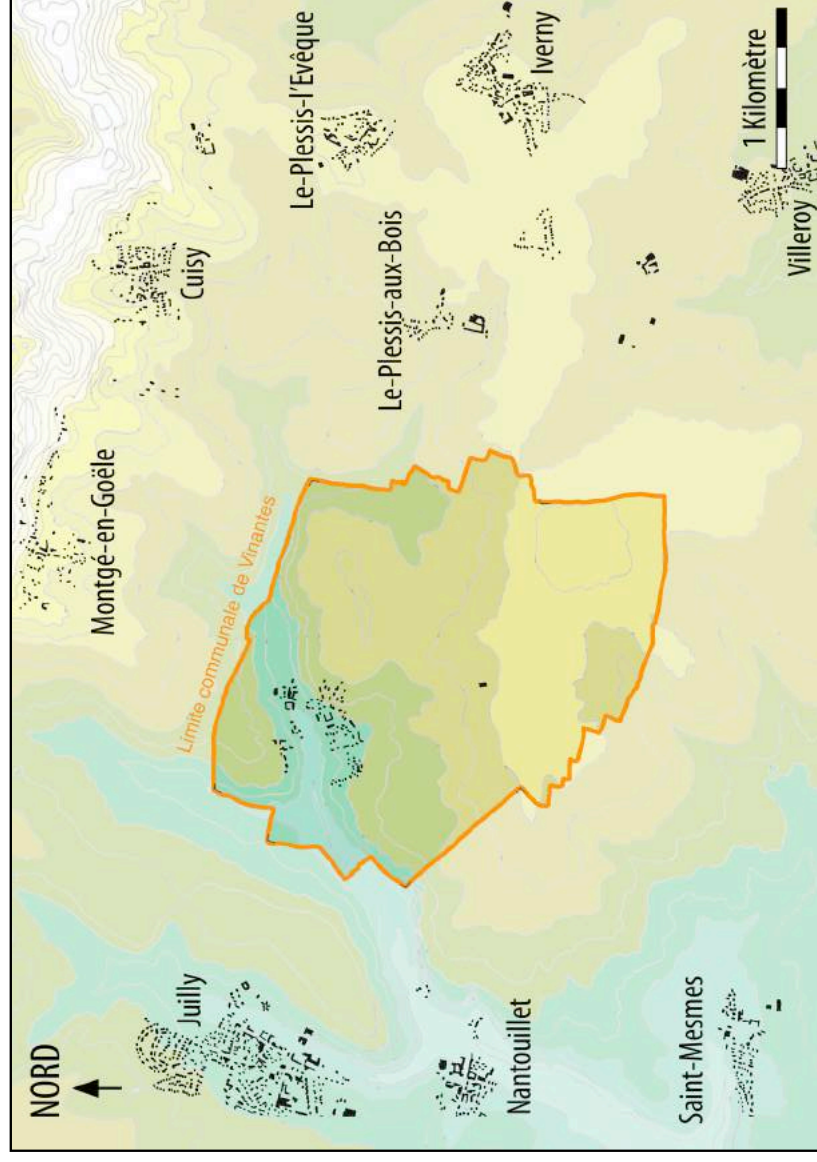 NORD
Juilly
Nantouillet
Saint-Mesmes
Montgé-en-Goële
Limite communale de Vinantes
Cuisy
Le-Plessis-aux-Bois
Le-Plessis-l'Evêque
Iverny
Villeroy
1 Kilomètre